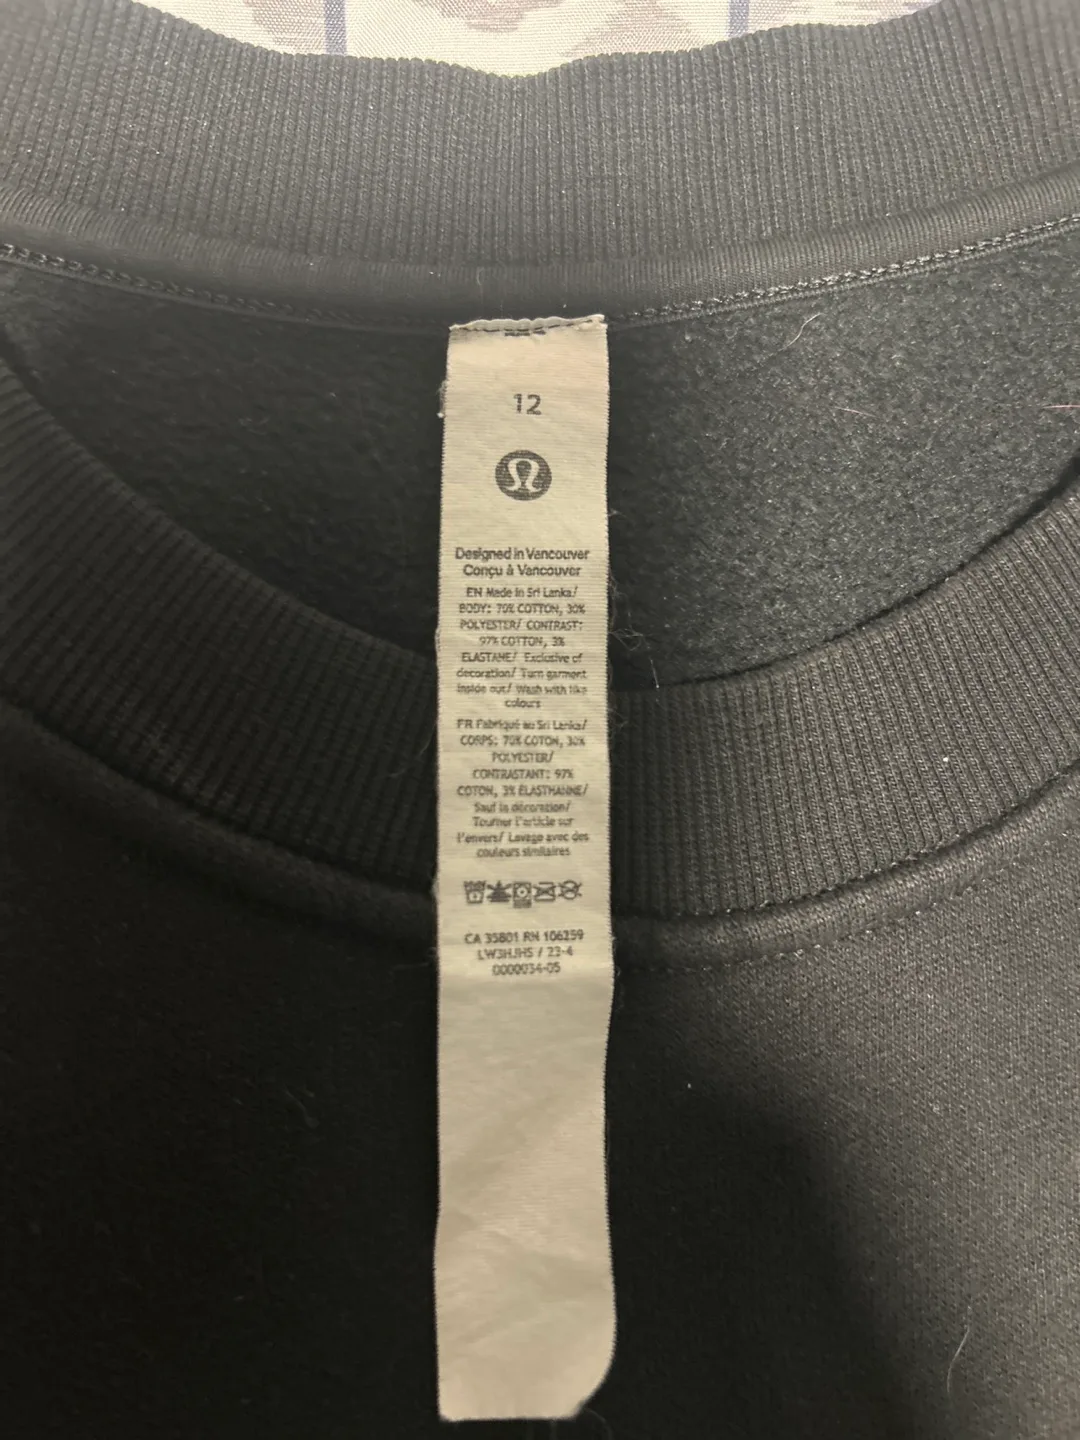 12
Designed in Vancouver
Conçu à Vancouver
EN Made in Sri Lanka/
BODY: 70% COTTON, 30%
POLYESTER/ CONTRAST:
97% COTTON, 3%
ELASTANE/ Exclusive of
decoration/ Turn garment
inside out/ Wash with like
colours
FR Fabriqué au Sri Lanka/
CORPS: 70% COTON, 30%
POLYESTER/
CONTRASTANT: 97%
COTON, 3% ÉLASTHANNE/
Sauf la décoration/
Tourner l'article sur
l'envers/ Lavage avec des
couleurs similaires
CA 35801 RN 106259
LW3HJHS / 23-4
0000034-05